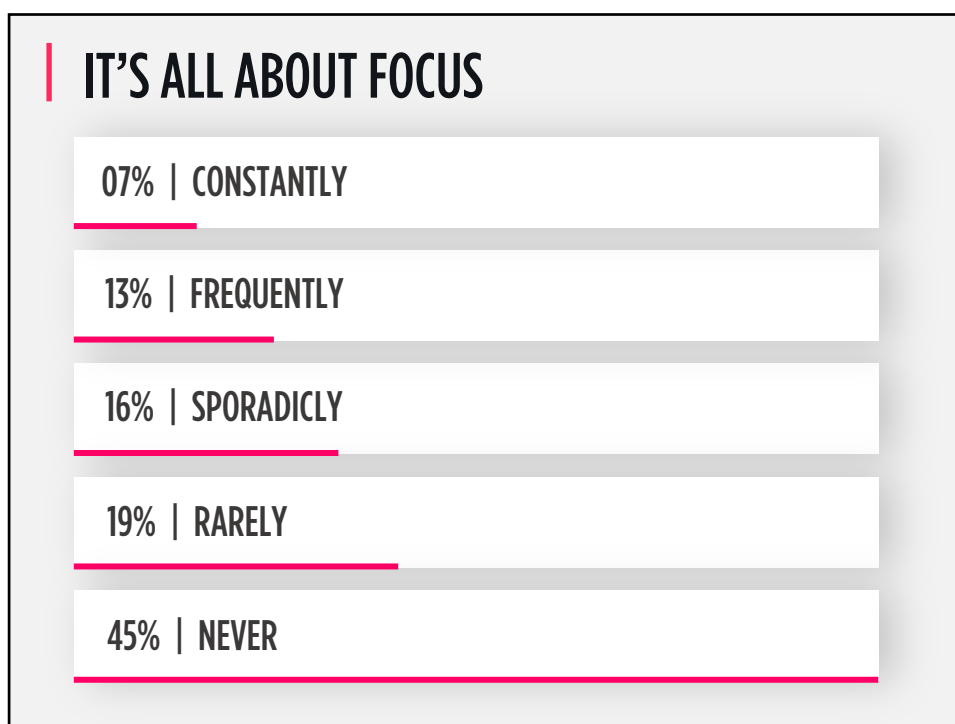 IT'S ALL ABOUT FOCUS
07% | CONSTANTLY
13% | FREQUENTLY
16% | SPORADICLY
19% | RARELY
45% | NEVER